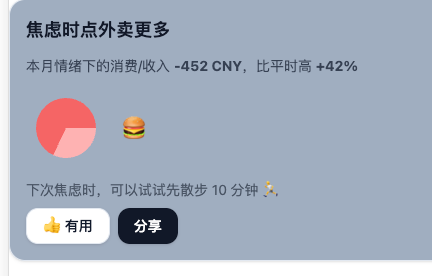 焦虑时点外卖更多
本月情绪下的消费/收入 -452 CNY，比平时高 +42%
下次焦虑时，可以试试先散步 10 分钟 🏃.
👍 有用
分享